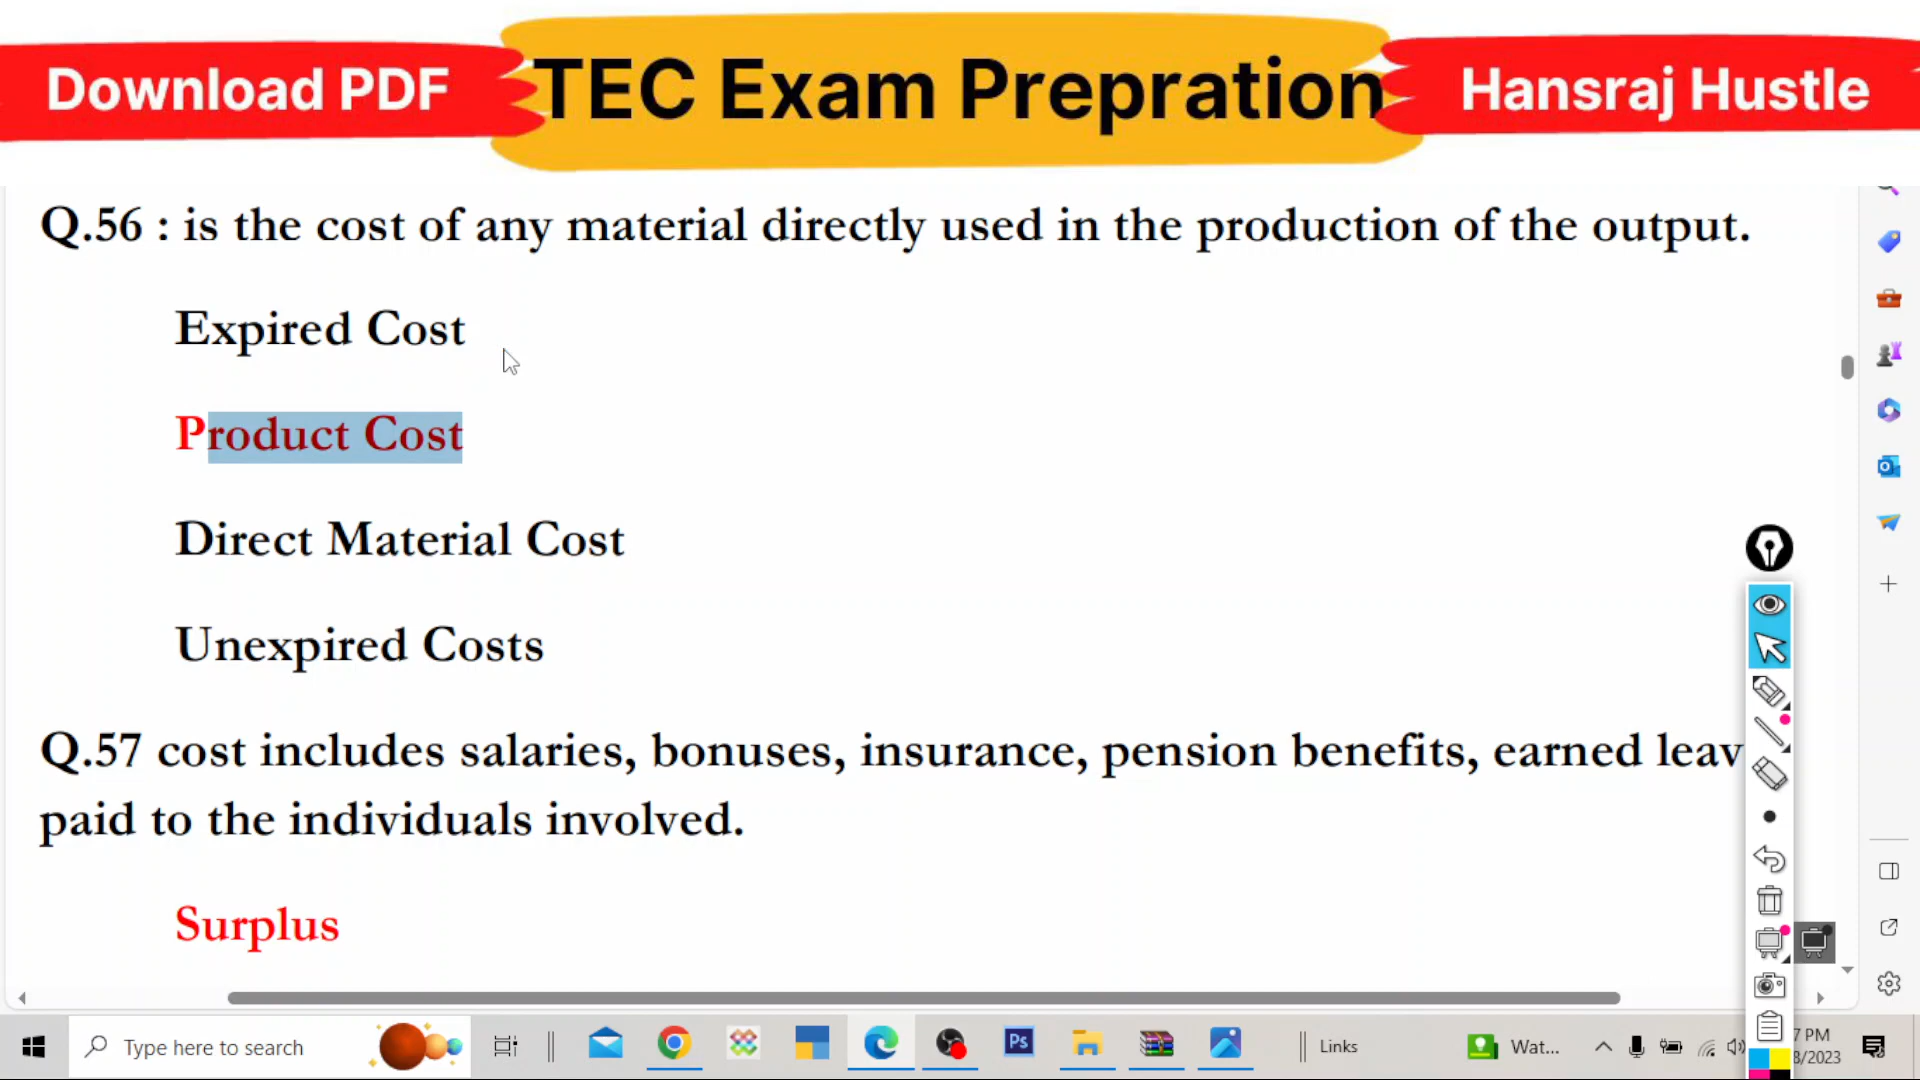 Download PDF
TEC Exam Prepration
Hansraj Hustle
Q.56 : is the cost of any material directly used in the production of the output.
Expired Cost
Product Cost
Direct Material Cost
Unexpired Costs
Q.57 cost includes salaries, bonuses, insurance, pension benefits, earned leav
paid to the individuals involved.
Surplus
Type here to search
Ps
Links
Wat...
7 PM
8/2023